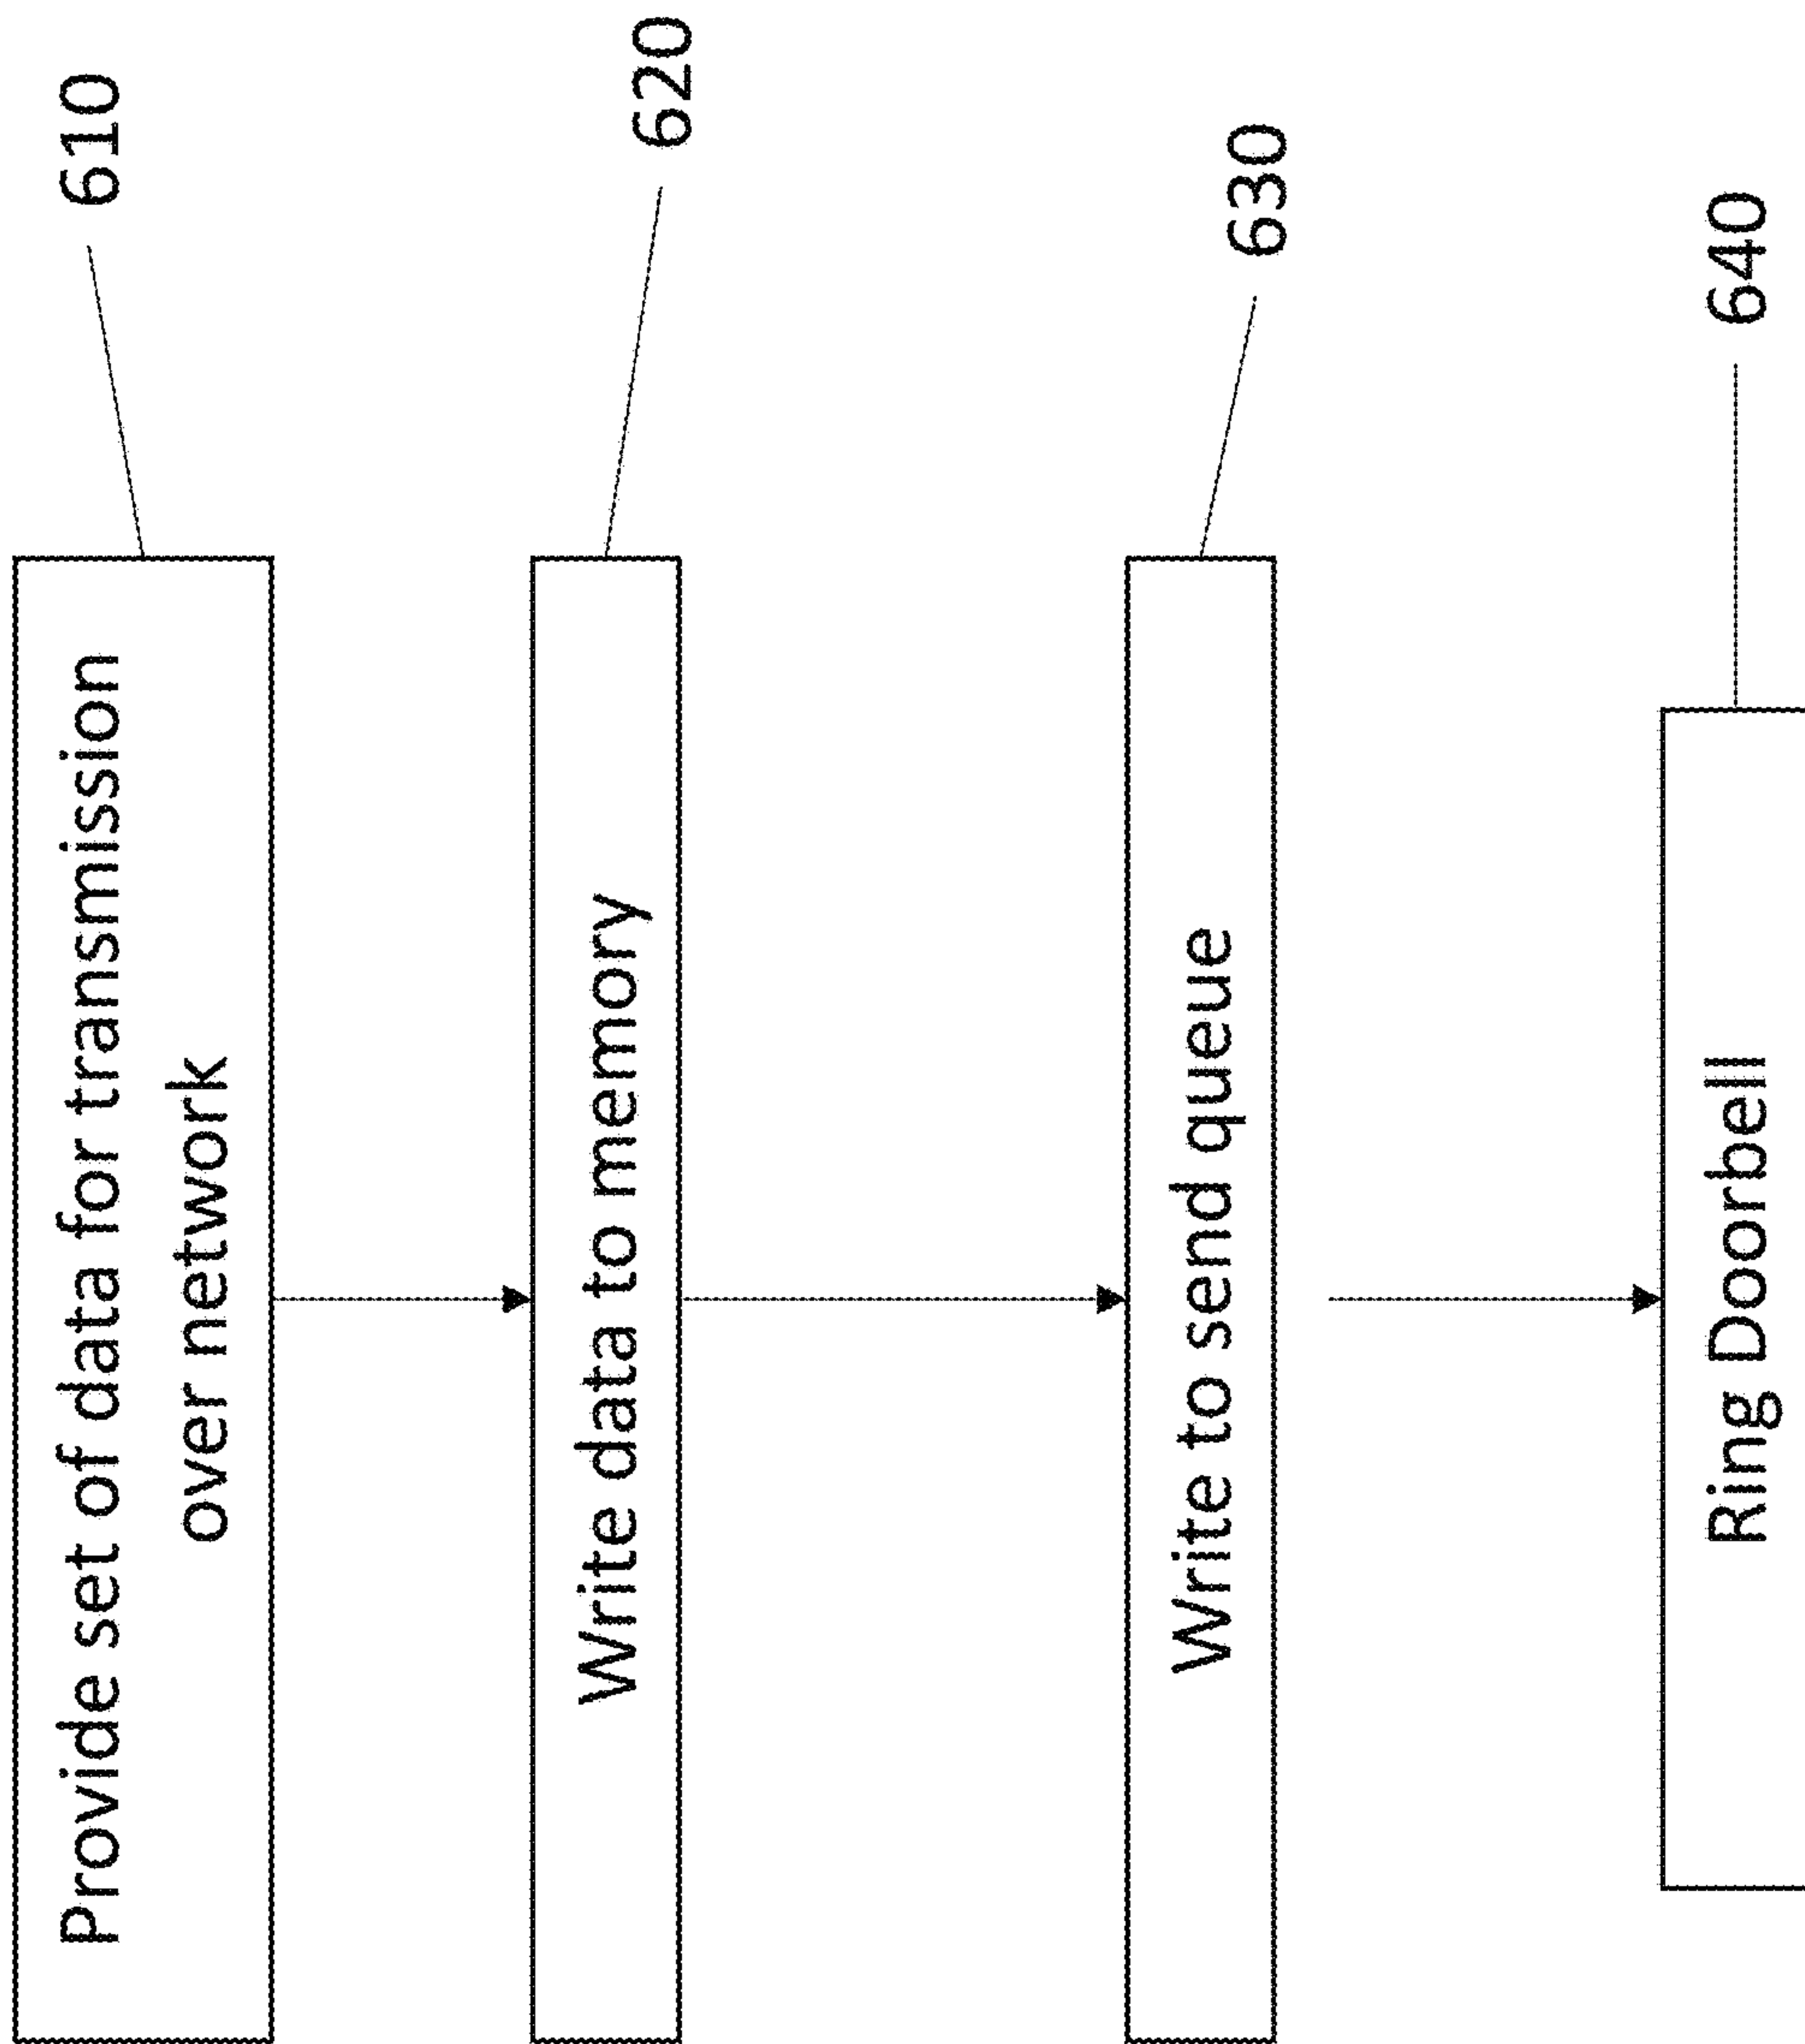 Provide set of data for transmission
over network
610
Write data to memory
620
Write to send queue
630
Ring Doorbell
640